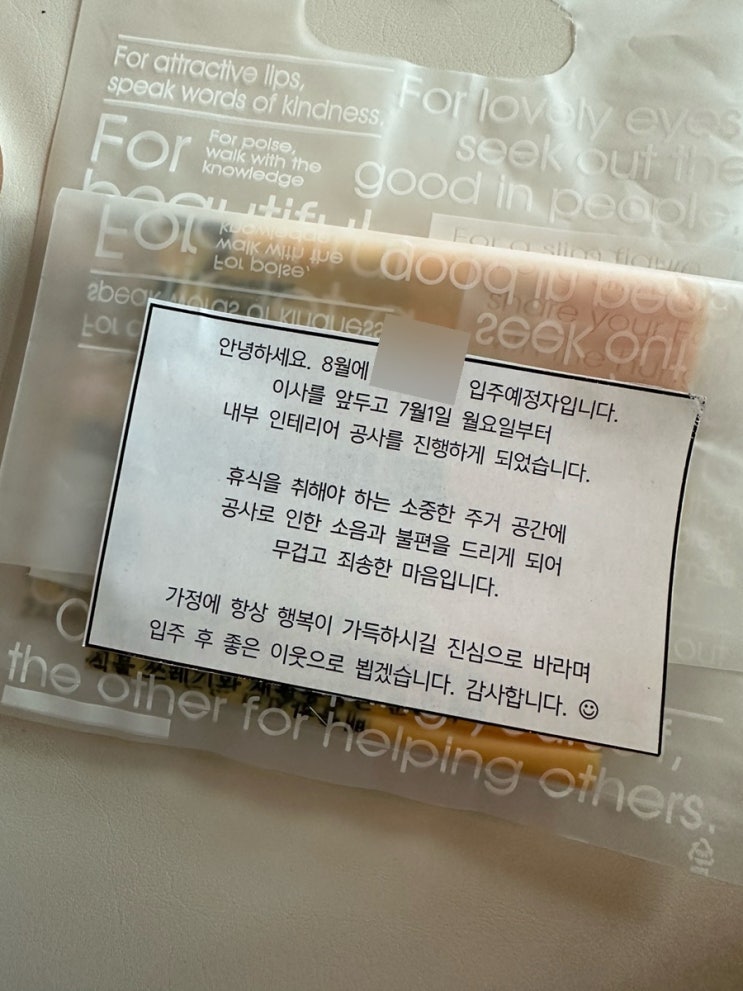 For attractive lips,
speak words of kindness.
For
For poise,
walk with the
knowledge
beautiful
For lovely eyes
seek out the
good in people,
For a slim figure
share your
안녕하세요. 8월에 입주예정자입니다.
이사를 앞두고 7월1일 월요일부터
내부 인테리어 공사를 진행하게 되었습니다.
휴식을 취해야 하는 소중한 주거 공간에
공사로 인한 소음과 불편을 드리게 되어
무겁고 죄송한 마음입니다.
가정에 항상 행복이 가득하시길 진심으로 바라며
입주 후 좋은 이웃으로 뵙겠습니다. 감사합니다. ☺
the other for helping others.